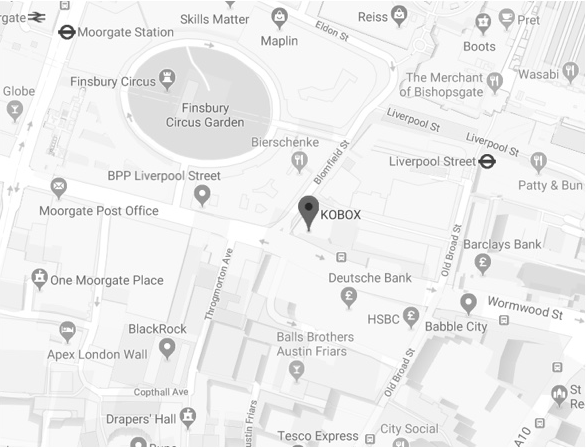 rgate
Moorgate Station
Skills Matter
Maplin
Eldon St
Reiss
Boots
Pret
Globe
Finsbury Circus
Finsbury
Circus Garden
The Merchant
of Bishopsgate
Wasabi
Liverpool St
Liverpool St
Bierschenke
Blomfield St
Liverpool Street
BPP Liverpool Street
Patty & Bun
Moorgate Post Office
KOBOX
Old Broad St
Barclays Bank
Throgmorton Ave
One Moorgate Place
Deutsche Bank
HSBC
Babble City
Wormwood St
BlackRock
Apex London Wall
Balls Brothers
Austin Friars
Old Broad St
Copthall Ave
Drapers' Hall
Austin Friars
St
Re
City Social
Tesco Express
A10